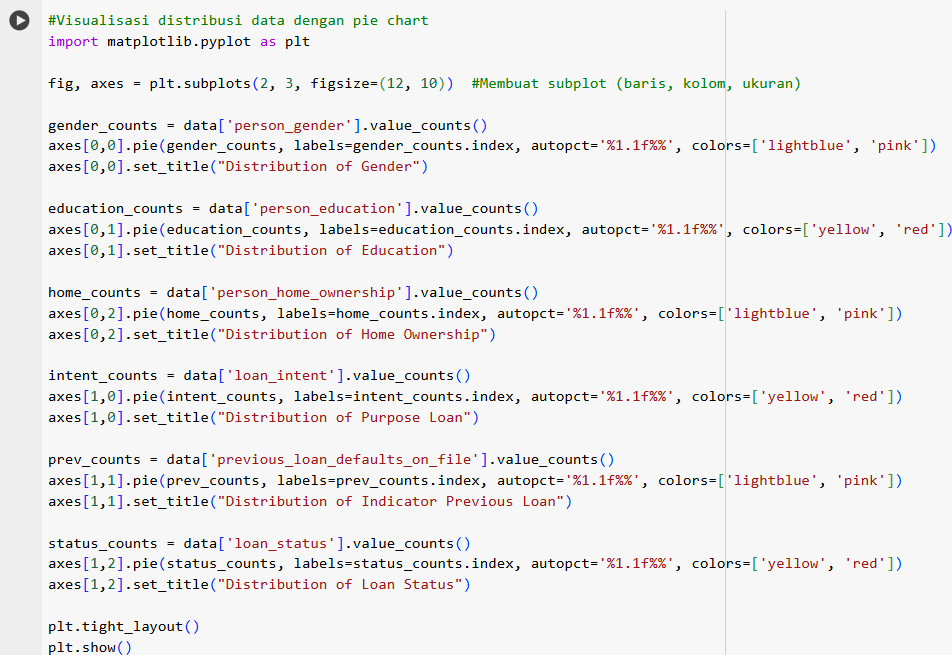 #Visualisasi distribusi data dengan pie chart
import matplotlib.pyplot as plt
fig, axes = plt.subplots(2, 3, figsize=(12, 10))  #Membuat subplot (baris, kolom, ukuran)
gender_counts = data['person_gender'].value_counts()
axes[0,0].pie(gender_counts, labels=gender_counts.index, autopct='%1.1f%%', colors=['lightblue', 'pink'])
axes[0,0].set_title("Distribution of Gender")
education_counts = data['person_education'].value_counts()
axes[0,1].pie(education_counts, labels=education_counts.index, autopct='%1.1f%%', colors=['yellow', 'red'])
axes[0,1].set_title("Distribution of Education")
home_counts = data['person_home_ownership'].value_counts()
axes[0,2].pie(home_counts, labels=home_counts.index, autopct='%1.1f%%', colors=['lightblue', 'pink'])
axes[0,2].set_title("Distribution of Home Ownership")
intent_counts = data['loan_intent'].value_counts()
axes[1,0].pie(intent_counts, labels=intent_counts.index, autopct='%1.1f%%', colors=['yellow', 'red'])
axes[1,0].set_title("Distribution of Purpose Loan")
prev_counts = data['previous_loan_defaults_on_file'].value_counts()
axes[1,1].pie(prev_counts, labels=prev_counts.index, autopct='%1.1f%%', colors=['lightblue', 'pink'])
axes[1,1].set_title("Distribution of Indicator Previous Loan")
status_counts = data['loan_status'].value_counts()
axes[1,2].pie(status_counts, labels=status_counts.index, autopct='%1.1f%%', colors=['yellow', 'red'])
axes[1,2].set_title("Distribution of Loan Status")
plt.tight_layout()
plt.show()